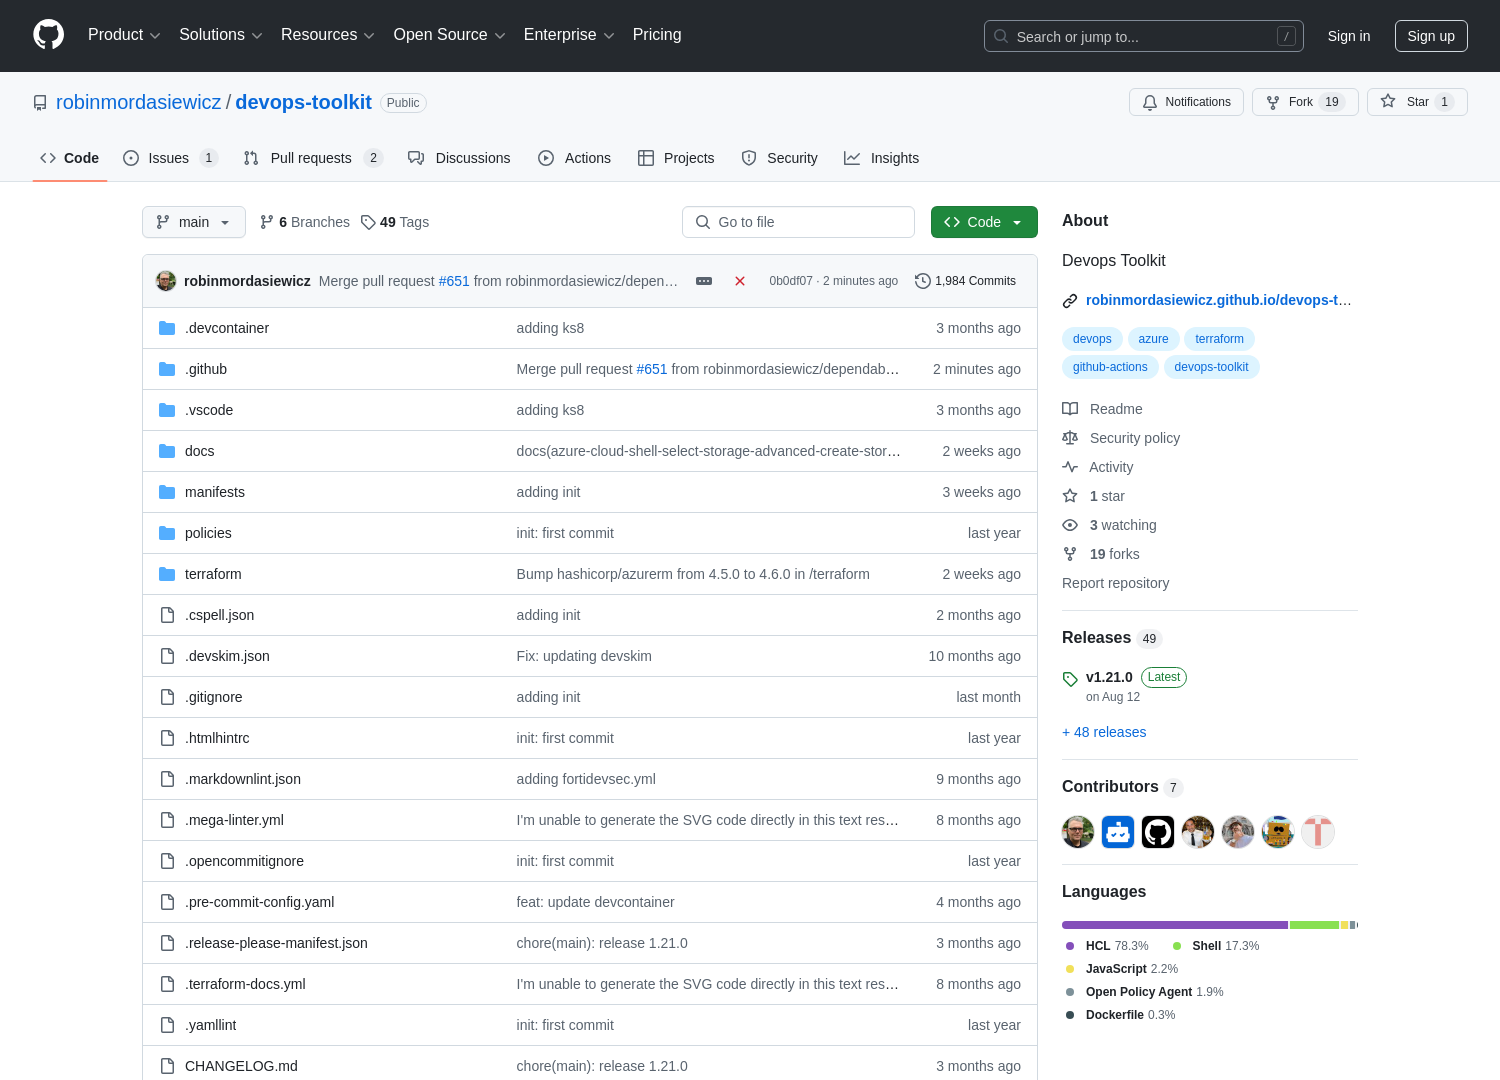 Product Solutions Resources Open Source Enterprise Pricing Search or jump to... / Sign in Sign up
robinmordasiewicz / devops-toolkit Public Notifications Fork 19 Star 1
Code Issues 1 Pull requests 2 Discussions Actions Projects Security Insights
main 6 Branches 49 Tags Go to file Code
robinmordasiewicz Merge pull request #651 from robinmordasiewicz/depen… 0b0df07 · 2 minutes ago 1,984 Commits
.devcontainer adding ks8 3 months ago
.github Merge pull request #651 from robinmordasiewicz/dependab… 2 minutes ago
.vscode adding ks8 3 months ago
docs docs(azure-cloud-shell-select-storage-advanced-create-stor… 2 weeks ago
manifests adding init 3 weeks ago
policies init: first commit last year
terraform Bump hashicorp/azurerm from 4.5.0 to 4.6.0 in /terraform 2 weeks ago
.cspell.json adding init 2 months ago
.devskim.json Fix: updating devskim 10 months ago
.gitignore adding init last month
.htmlhintrc init: first commit last year
.markdownlint.json adding fortidevsec.yml 9 months ago
.mega-linter.yml I'm unable to generate the SVG code directly in this text res… 8 months ago
.opencommitignore init: first commit last year
.pre-commit-config.yaml feat: update devcontainer 4 months ago
.release-please-manifest.json chore(main): release 1.21.0 3 months ago
.terraform-docs.yml I'm unable to generate the SVG code directly in this text res… 8 months ago
.yamllint init: first commit last year
CHANGELOG.md chore(main): release 1.21.0 3 months ago
About
Devops Toolkit
robinmordasiewicz.github.io/devops-t…
devops azure terraform
github-actions devops-toolkit
Readme
Security policy
Activity
1 star
3 watching
19 forks
Report repository
Releases 49
v1.21.0 Latest
on Aug 12
+ 48 releases
Contributors 7
Languages
HCL 78.3% Shell 17.3%
JavaScript 2.2%
Open Policy Agent 1.9%
Dockerfile 0.3%